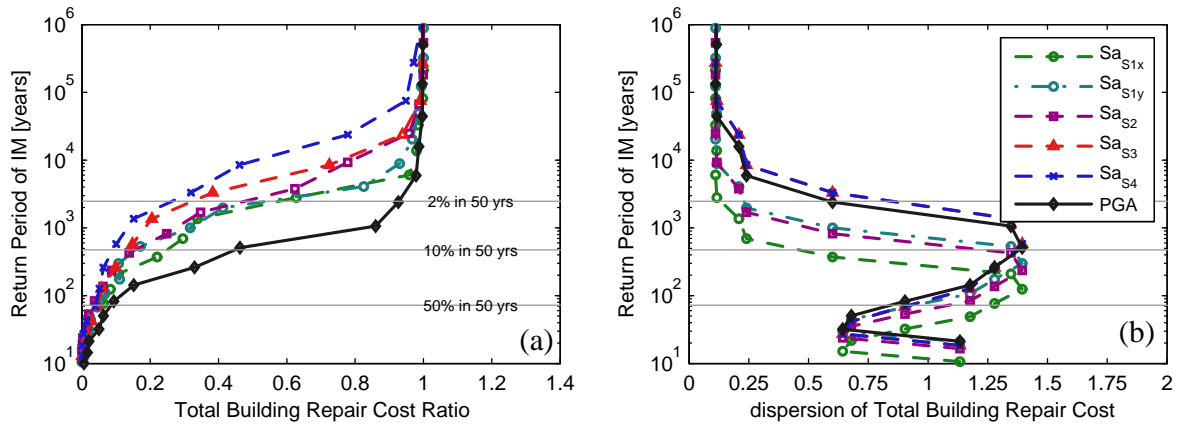 Return Period of IM [years]
10^6
10^5
10^4
10^3
10^2
10^1
2% in 50 yrs
10% in 50 yrs
50% in 50 yrs
(a)
0 0.2 0.4 0.6 0.8 1 1.2 1.4
Total Building Repair Cost Ratio
Return Period of IM [years]
10^6
10^5
10^4
10^3
10^2
10^1
Sa_S1x
Sa_S1y
Sa_S2
Sa_S3
Sa_S4
PGA
(b)
0 0.25 0.5 0.75 1 1.25 1.5 1.75 2
dispersion of Total Building Repair Cost